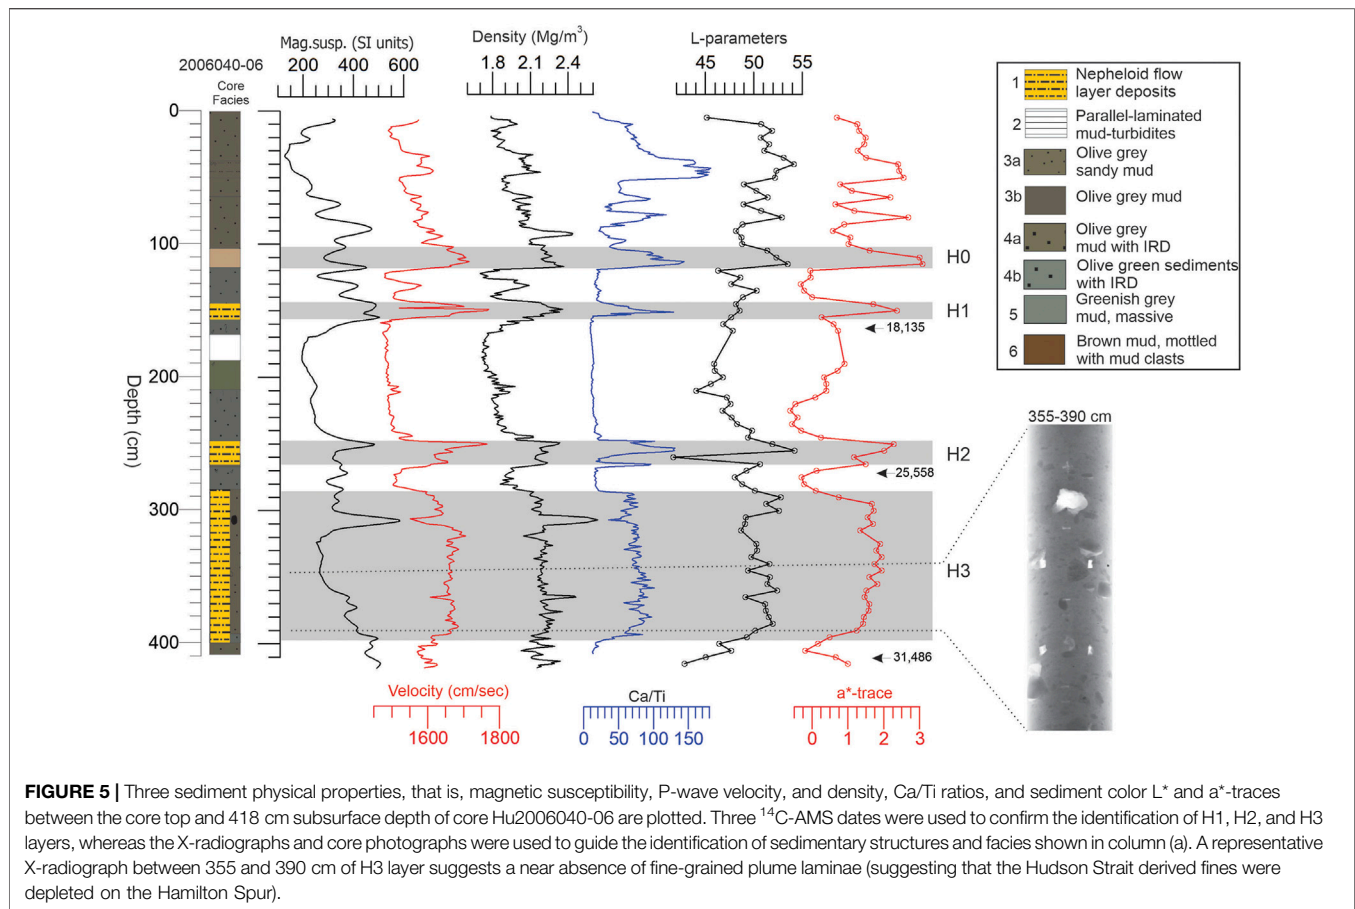 Mag.susp. (SI units)
200 400 600
Density (Mg/m³)
1.8 2.1 2.4
L-parameters
45 50 55
2006040-06
Core
Facies
0
100
200
300
400
Depth (cm)
H0
H1
18,135
H2
25,558
H3
31,486
Velocity (cm/sec)
1600 1800
Ca/Ti
0 50 100 150
a*-trace
0 1 2 3
1 Nepheloid flow
layer deposits
2 Parallel-laminated
mud-turbidites
3a Olive grey
sandy mud
3b Olive grey mud
4a Olive grey
mud with IRD
4b Olive green sediments
with IRD
5 Greenish grey
mud, massive
6 Brown mud, mottled
with mud clasts
355-390 cm
FIGURE 5 | Three sediment physical properties, that is, magnetic susceptibility, P-wave velocity, and density, Ca/Ti ratios, and sediment color L* and a*-traces
between the core top and 418 cm subsurface depth of core Hu2006040-06 are plotted. Three ¹⁴C-AMS dates were used to confirm the identification of H1, H2, and H3
layers, whereas the X-radiographs and core photographs were used to guide the identification of sedimentary structures and facies shown in column (a). A representative
X-radiograph between 355 and 390 cm of H3 layer suggests a near absence of fine-grained plume laminae (suggesting that the Hudson Strait derived fines were
depleted on the Hamilton Spur).